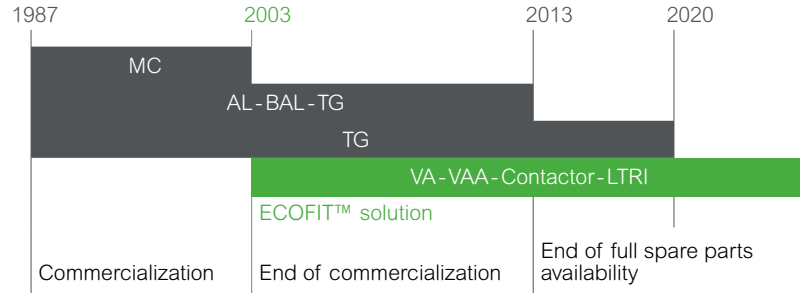 1987 2003 2013 2020
MC
AL-BAL-TG
TG
VA-VAA-Contactor-LTRI
ECOFIT™ solution
Commercialization
End of commercialization
End of full spare parts
availability